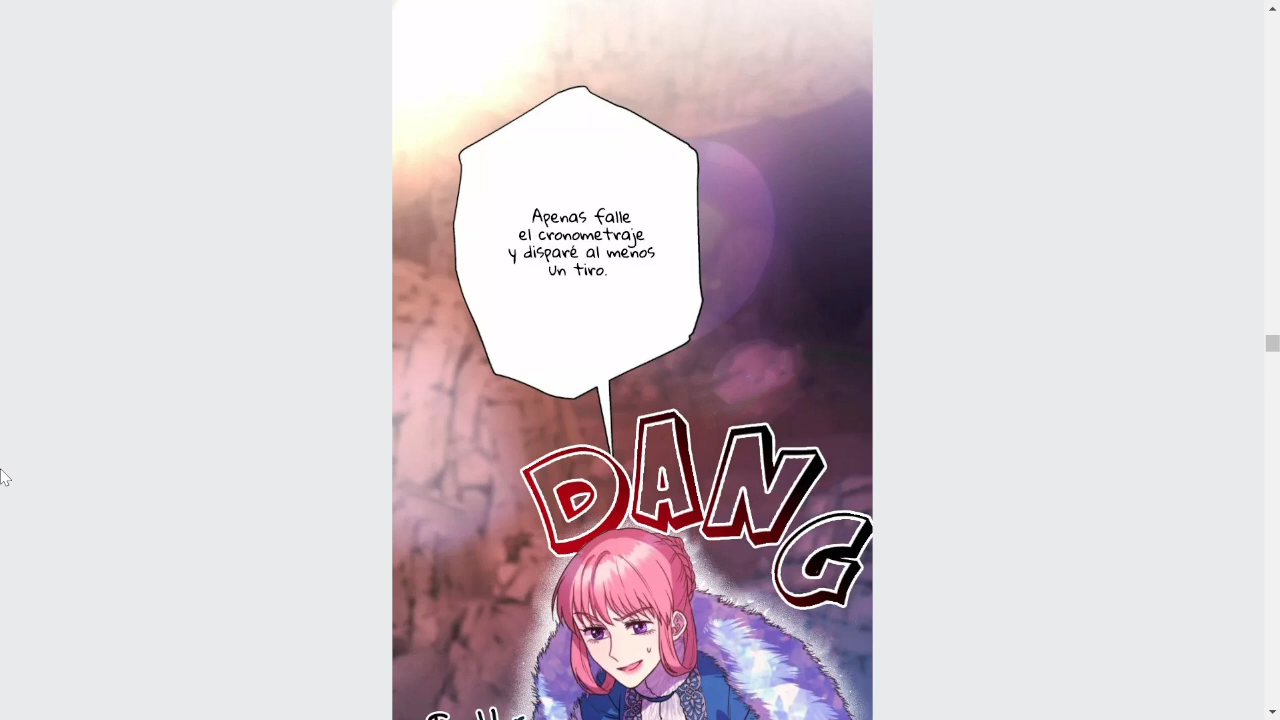 Apenas falle
el cronometraje
y disparé al menos
un tiro.
DANG